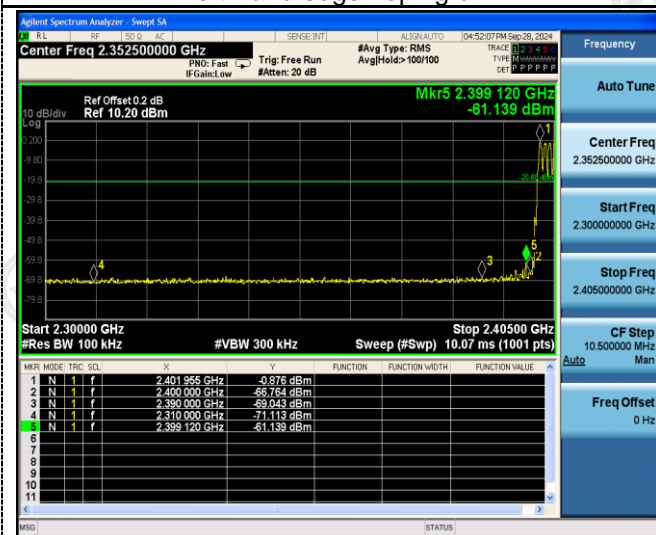 Agilent Spectrum Analyzer - Swept SA
RL RF 50 Ω AC SENSE:INT ALIGNAUTO 04:52:07 PM Sep 28, 2024
Center Freq 2.352500000 GHz
PNO: Fast
IFGain:Low
Trig: Free Run
#Atten: 20 dB
#Avg Type: RMS
Avg|Hold:>100/100
TRACE 1 2 3 4 5 6
TYPE M
DET P P P P P P
Ref Offset 0.2 dB
Ref 10.20 dBm
10 dB/div
Log
Mkr5 2.399 120 GHz
-61.139 dBm
0.200
-9.80
-19.8
-29.8
-39.8
-49.8
-59.8
-69.8
-79.8
1
5
2
3
4
Start 2.30000 GHz
Stop 2.40500 GHz
#Res BW 100 kHz
#VBW 300 kHz
Sweep (#Swp) 10.07 ms (1001 pts)
MKR MODE TRC SCL X Y FUNCTION FUNCTION WIDTH FUNCTION VALUE
1 N 1 f 2.401 955 GHz -0.876 dBm
2 N 1 f 2.400 000 GHz -66.764 dBm
3 N 1 f 2.390 000 GHz -69.043 dBm
4 N 1 f 2.310 000 GHz -71.113 dBm
5 N 1 f 2.399 120 GHz -61.139 dBm
6
7
8
9
10
11
MSG
STATUS
Frequency
Auto Tune
Center Freq
2.352500000 GHz
Start Freq
2.300000000 GHz
Stop Freq
2.405000000 GHz
CF Step
10.500000 MHz
Auto Man
Freq Offset
0 Hz